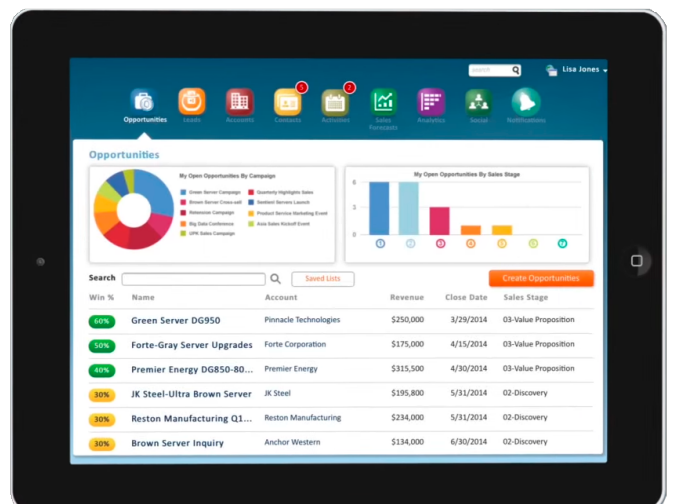 search
Lisa Jones
5
7
Opportunities Leads Accounts Contacts Activities Sales Forecasts Analytics Social Notifications
Opportunities
My Open Opportunities By Campaign
Green Server Campaign Quarterly Highlights Sales
Brown Server Cross-sell Sentinel Servers Launch
Retention Campaign Product Service Marketing Event
Big Data Conference Asia Sales Kickoff Event
UPK Sales Campaign
My Open Opportunities By Sales Stage
6
3
0
1 2 3 4 5 6 7
Search Saved Lists Create Opportunities
Win % Name Account Revenue Close Date Sales Stage
60% Green Server DG950 Pinnacle Technologies $250,000 3/29/2014 03-Value Proposition
50% Forte-Gray Server Upgrades Forte Corporation $175,000 4/15/2014 03-Value Proposition
40% Premier Energy DG850-80... Premier Energy $315,500 4/30/2014 03-Value Proposition
30% JK Steel-Ultra Brown Server JK Steel $195,800 5/31/2014 02-Discovery
30% Reston Manufacturing Q1... Reston Manufacturing $234,000 5/31/2014 02-Discovery
30% Brown Server Inquiry Anchor Western $134,000 6/30/2014 02-Discovery